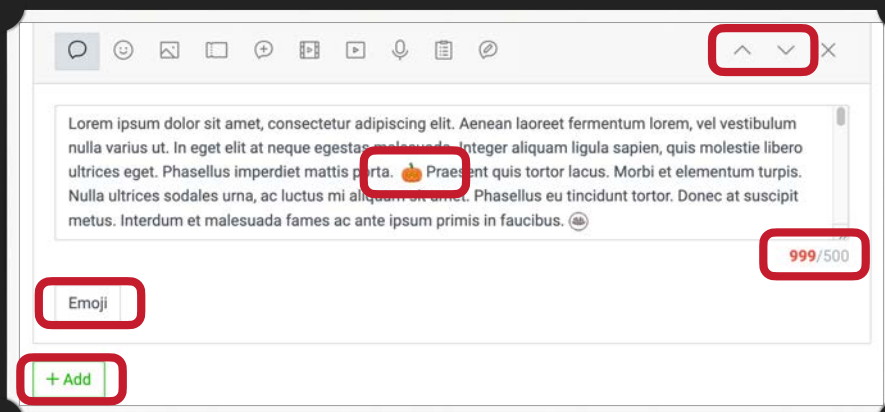 Lorem ipsum dolor sit amet, consectetur adipiscing elit. Aenean laoreet fermentum lorem, vel vestibulum
nulla varius ut. In eget elit at neque egestas malesuada. Integer aliquam ligula sapien, quis molestie libero
ultrices eget. Phasellus imperdiet mattis porta. 🎃 Praesent quis tortor lacus. Morbi et elementum turpis.
Nulla ultrices sodales urna, ac luctus mi aliquam sit amet. Phasellus eu tincidunt tortor. Donec at suscipit
metus. Interdum et malesuada fames ac ante ipsum primis in faucibus.
999/500
Emoji
+ Add